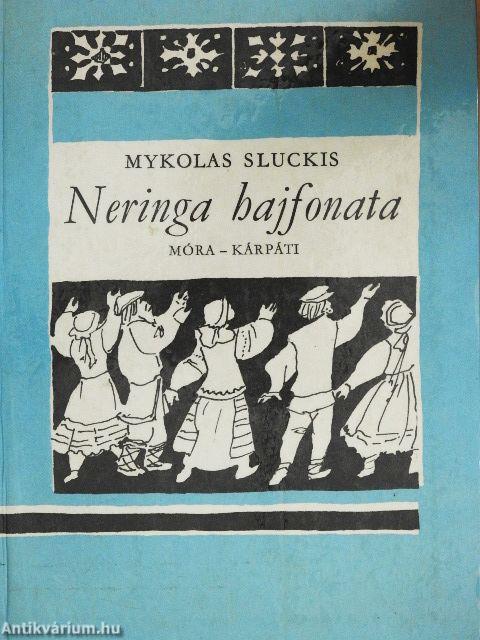 MYKOLAS SLUCKIS
Neringa hajfonata
MÓRA – KÁRPÁTI
Antikvárium.hu